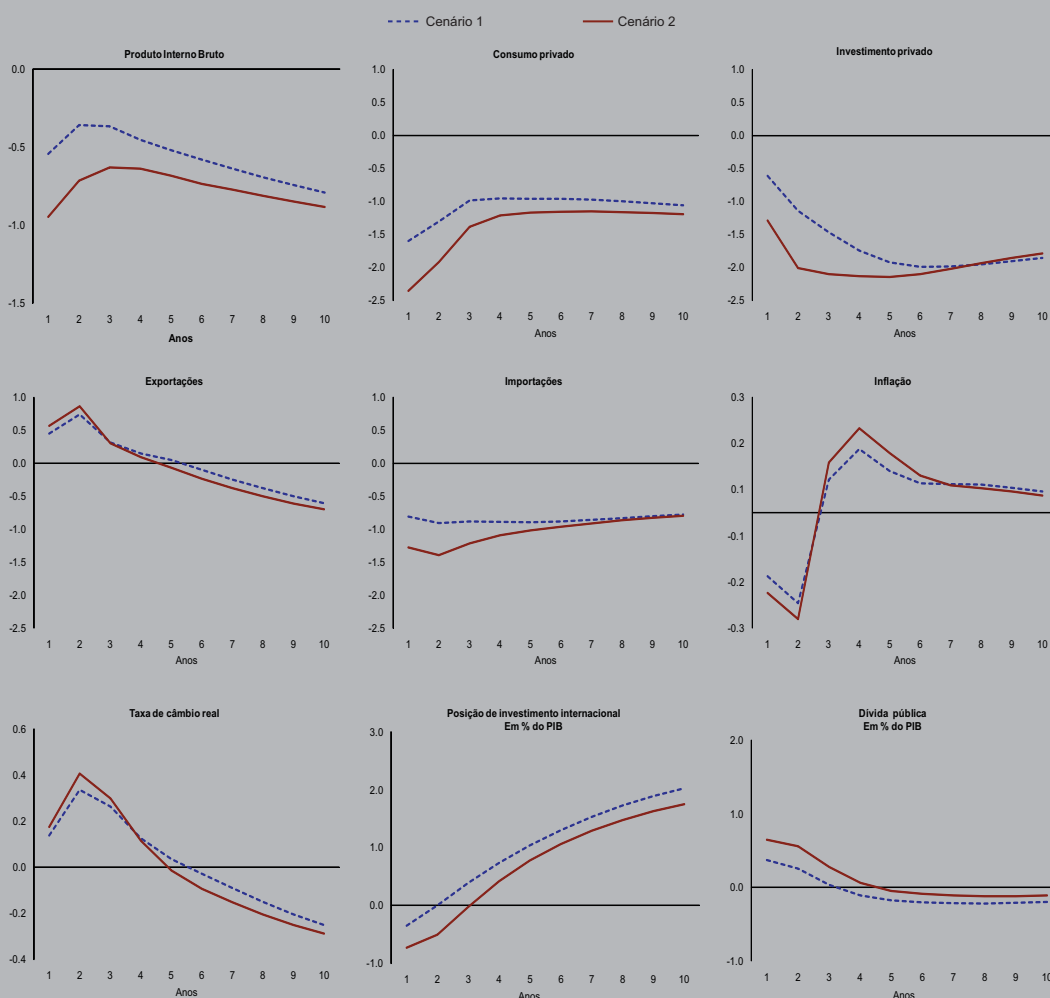 Cenário 1 Cenário 2
Produto Interno Bruto
0.0
-0.5
-1.0
-1.5
1 2 3 4 5 6 7 8 9 10
Anos
Consumo privado
1.0
0.5
0.0
-0.5
-1.0
-1.5
-2.0
-2.5
1 2 3 4 5 6 7 8 9 10
Anos
Investimento privado
1.0
0.5
0.0
-0.5
-1.0
-1.5
-2.0
-2.5
1 2 3 4 5 6 7 8 9 10
Anos
Exportações
1.0
0.5
0.0
-0.5
-1.0
-1.5
-2.0
-2.5
1 2 3 4 5 6 7 8 9 10
Anos
Importações
1.0
0.5
0.0
-0.5
-1.0
-1.5
-2.0
-2.5
1 2 3 4 5 6 7 8 9 10
Anos
Inflação
0.3
0.2
0.1
-0.1
-0.2
-0.3
1 2 3 4 5 6 7 8 9 10
Anos
Taxa de câmbio real
0.6
0.4
0.2
0.0
-0.2
-0.4
1 2 3 4 5 6 7 8 9 10
Anos
Posição de investimento internacional
Em % do PIB
3.0
2.0
1.0
0.0
-1.0
1 2 3 4 5 6 7 8 9 10
Anos
Dívida pública
Em % do PIB
2.0
1.0
0.0
-1.0
1 2 3 4 5 6 7 8 9 10
Anos